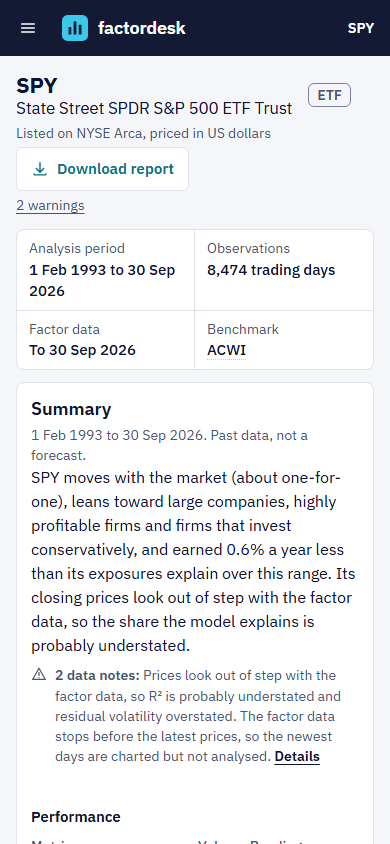 factordesk
SPY
SPY
State Street SPDR S&P 500 ETF Trust
ETF
Listed on NYSE Arca, priced in US dollars
Download report
2 warnings
Analysis period
1 Feb 1993 to 30 Sep
2026
Observations
8,474 trading days
Factor data
To 30 Sep 2026
Benchmark
ACWI
Summary
1 Feb 1993 to 30 Sep 2026. Past data, not a
forecast.
SPY moves with the market (about one-for-
one), leans toward large companies, highly
profitable firms and firms that invest
conservatively, and earned 0.6% a year less
than its exposures explain over this range. Its
closing prices look out of step with the factor
data, so the share the model explains is
probably understated.
2 data notes: Prices look out of step with the
factor data, so R² is probably understated and
residual volatility overstated. The factor data
stops before the latest prices, so the newest
days are charted but not analysed. Details
Performance